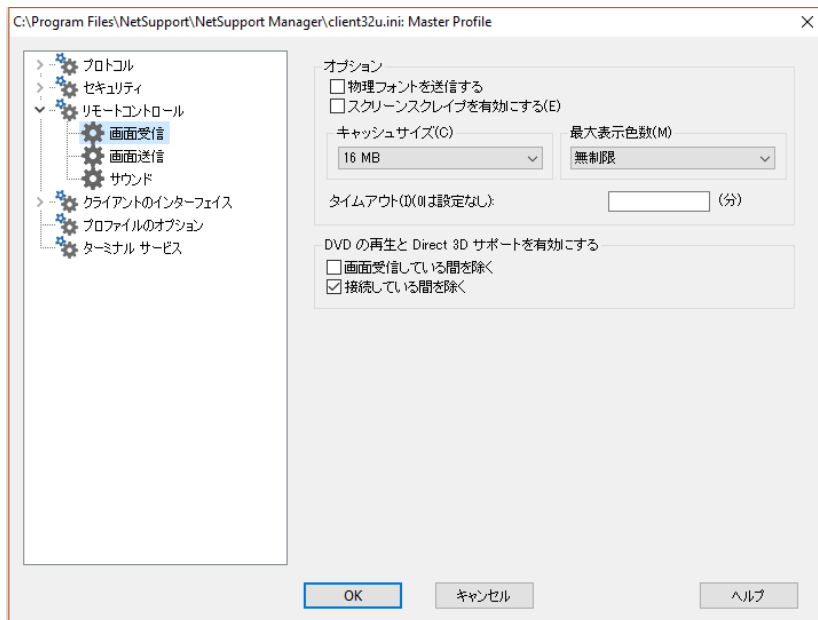 C:\Program Files\NetSupport\NetSupport Manager\client32u.ini: Master Profile
プロトコル
セキュリティ
リモートコントロール
画面受信
画面送信
サウンド
クライアントのインターフェイス
プロファイルのオプション
ターミナル サービス
オプション
物理フォントを送信する
スクリーンスクレイプを有効にする(E)
キャッシュサイズ(C)
16 MB
最大表示色数(M)
無制限
タイムアウト(I)(0は設定なし):
(分)
DVD の再生と Direct 3D サポートを有効にする
画面受信している間を除く
接続している間を除く
OK
キャンセル
ヘルプ